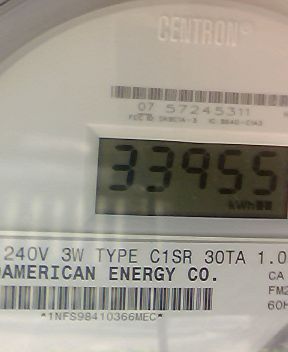 CENTRON®
07 57245311
33955
kWh
240V 3W TYPE C1SR 30TA 1.0
AMERICAN ENERGY CO.
CA
FM2
60H
*1NFS98410366MEC*